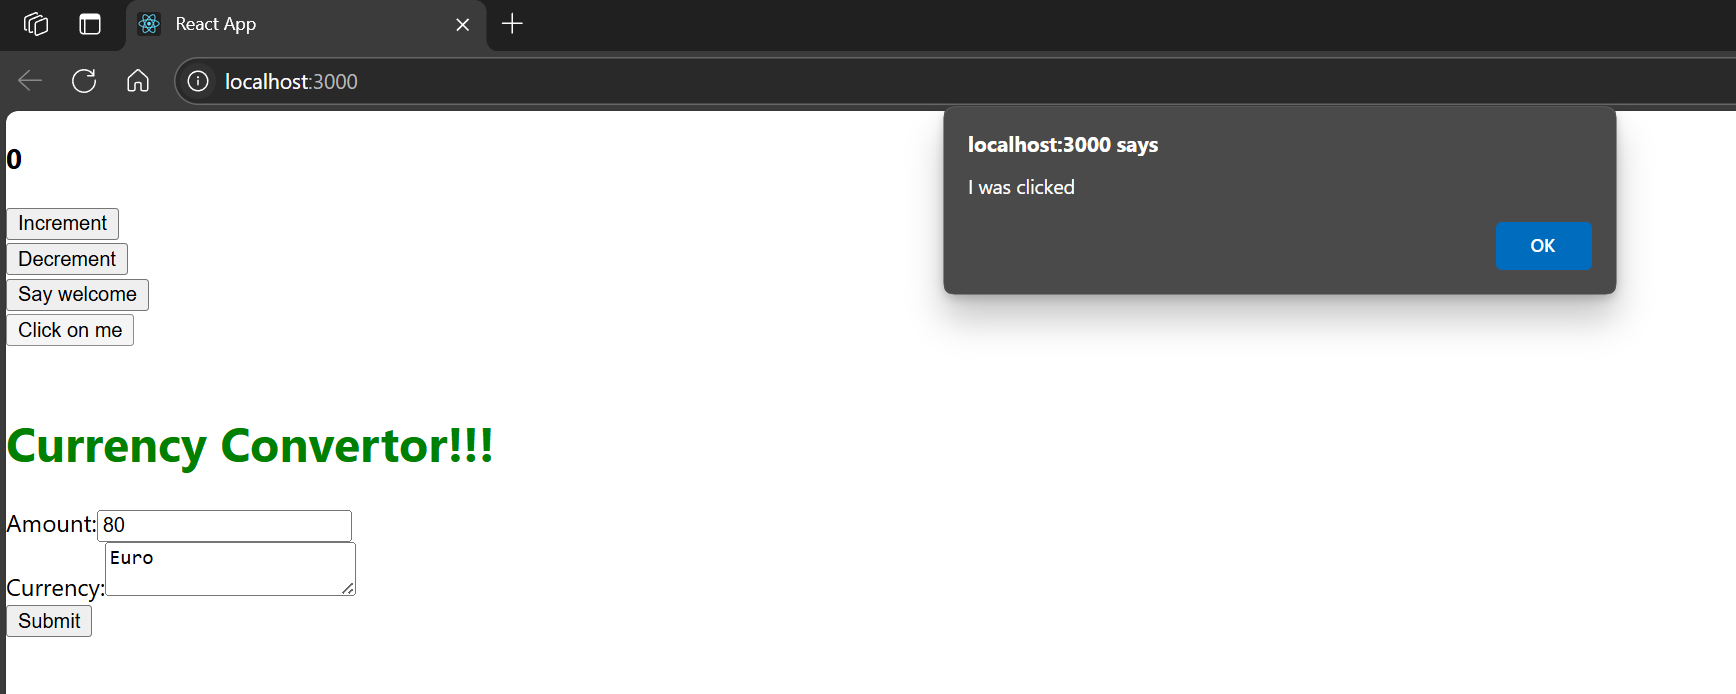 React App
localhost:3000
localhost:3000 says
I was clicked
OK
0
Increment
Decrement
Say welcome
Click on me
Currency Convertor!!!
Amount: 80
Currency: Euro
Submit